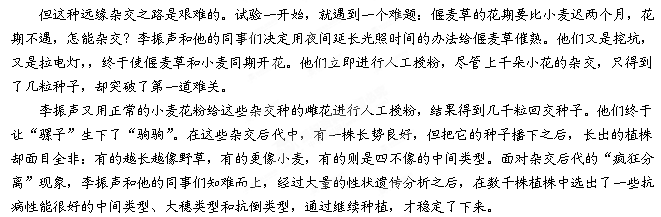 但这种远缘杂交之路是艰难的。试验一开始，就遇到一个难题：偃麦草的花期要比小麦迟两个月，花
期不遇，怎能杂交？李振声和他的同事们决定用夜间延长光照时间的办法给偃麦草催熟。他们又是挖坑，
又是拉电灯,，终于使偃麦草和小麦同期开花。他们立即进行人工授粉，尽管上千朵小花的杂交，只得到
了几粒种子，却突破了第一道难关。
李振声又用正常的小麦花粉给这些杂交种的雌花进行人工授粉，结果得到几千粒回交种子。他们终于
让“骡子”生下了“驹驹”。在这些杂交后代中，有一株长势良好，但把它的种子播下之后，长出的植株
却面目全非：有的越长越像野草，有的更像小麦，有的则是四不像的中间类型。面对杂交后代的“疯狂分
离”现象，李振声和他的同事们知难而上，经过大量的性状遗传分析之后，在数千株植株中选出了一些抗
病性能很好的中间类型、大穗类型和抗倒类型，通过继续种植，才稳定了下来。